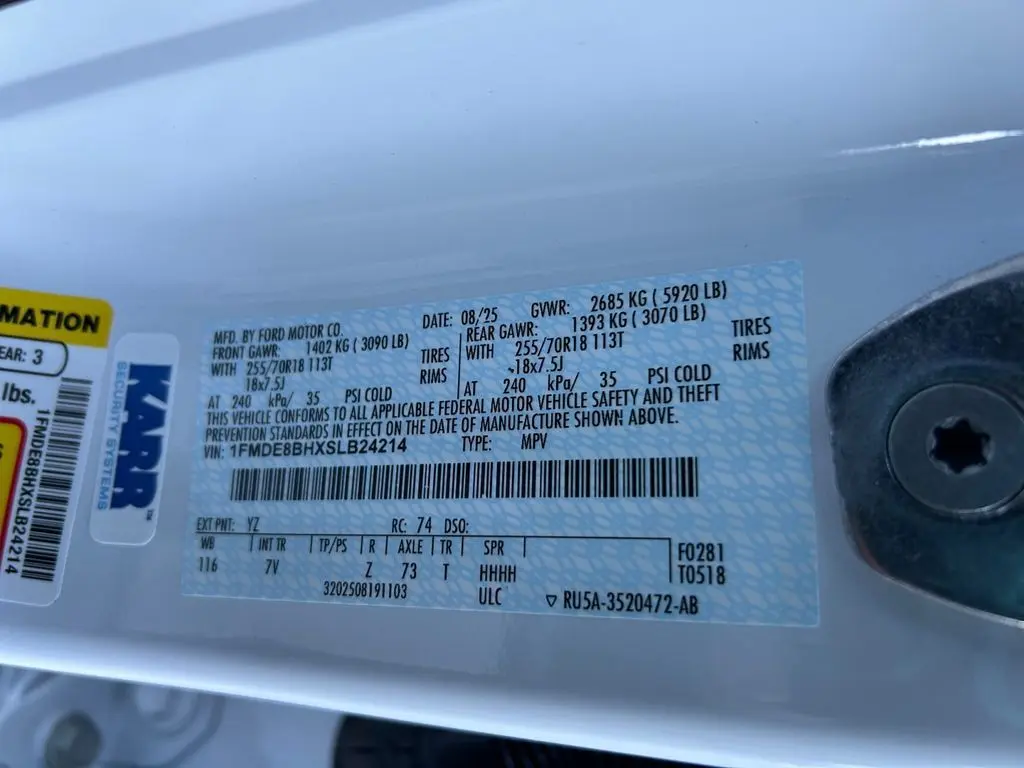 MATION
EAR: 3
lbs.
1FMDE8BHXSLB24214
KARR
SECURITY SYSTEMS
MFD. BY FORD MOTOR CO. DATE: 08/25 GVWR: 2685 KG ( 5920 LB)
FRONT GAWR: 1402 KG ( 3090 LB) REAR GAWR: 1393 KG ( 3070 LB)
WITH 255/70R18 113T TIRES WITH 255/70R18 113T TIRES
18x7.5J RIMS 18x7.5J RIMS
AT 240 kPa/ 35 PSI COLD AT 240 kPa/ 35 PSI COLD
THIS VEHICLE CONFORMS TO ALL APPLICABLE FEDERAL MOTOR VEHICLE SAFETY AND THEFT
PREVENTION STANDARDS IN EFFECT ON THE DATE OF MANUFACTURE SHOWN ABOVE.
VIN: 1FMDE8BHXSLB24214 TYPE: MPV
EXT PNT: YZ RC: 74 DSO:
WB INT TR TP/PS R AXLE TR SPR F0281
116 7V Z 73 T HHHH T0518
3202508191103 ULC ▽ RU5A-3520472-AB